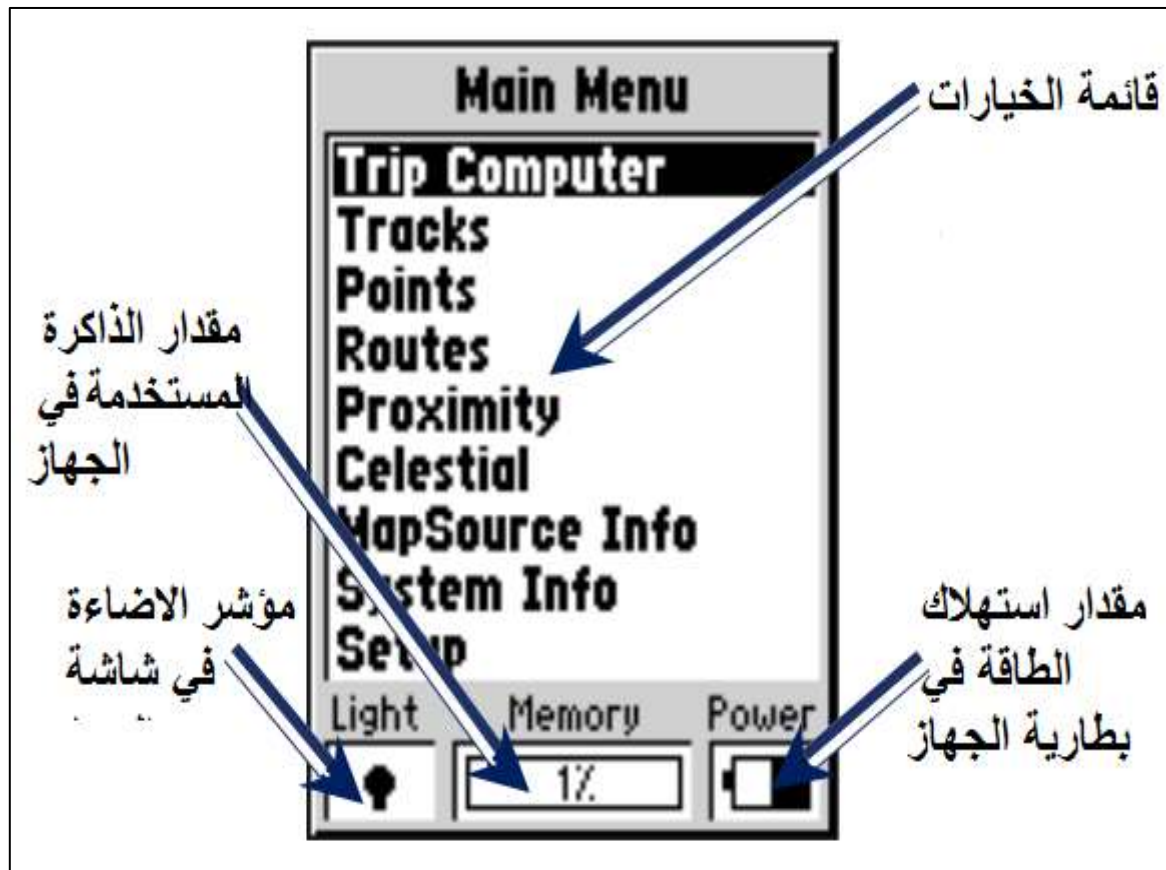 Main Menu
قائمة الخيارات
Trip Computer
Tracks
Points
Routes
Proximity
Celestial
MapSource Info
System Info
Setup
مقدار الذاكرة
المستخدمة في
الجهاز
مؤشر الاضاءة
في شاشة
مقدار استهلاك
الطاقة في
بطارية الجهاز
Light Memory Power
1%